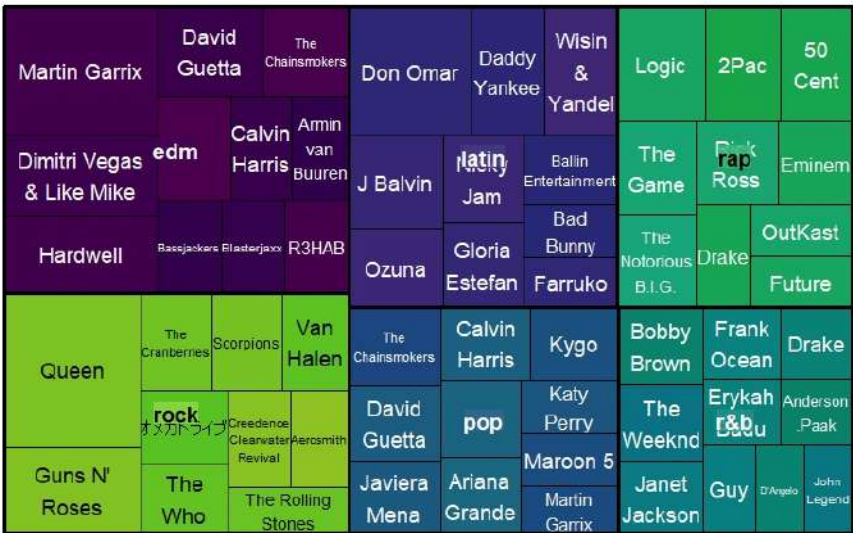 Martin Garrix
David
Guetta
The
Chainsmokers
Dimitri Vegas
& Like Mike
edm
Calvin
Harris
Armin
van
Buuren
Hardwell
Bassjackers
Blasterjaxx
R3HAB
Don Omar
Daddy
Yankee
Wisin
&
Yandel
J Balvin
latin
Nicky
Jam
Ballin
Entertainment
Bad
Bunny
Ozuna
Gloria
Estefan
Farruko
Logic
2Pac
50
Cent
The
Game
rap
Rick
Ross
Eminem
The
Notorious
B.I.G.
Drake
OutKast
Future
Queen
The
Cranberries
Scorpions
Van
Halen
rock
オメガトライブ
Creedence
Clearwater
Revival
Aerosmith
Guns N'
Roses
The
Who
The Rolling
Stones
The
Chainsmokers
Calvin
Harris
Kygo
David
Guetta
pop
Katy
Perry
Maroon 5
Javiera
Mena
Ariana
Grande
Martin
Garrix
Bobby
Brown
Frank
Ocean
Drake
The
Weeknd
Erykah
Badu
r&b
Anderson
.Paak
Janet
Jackson
Guy
D'Angelo
John
Legend